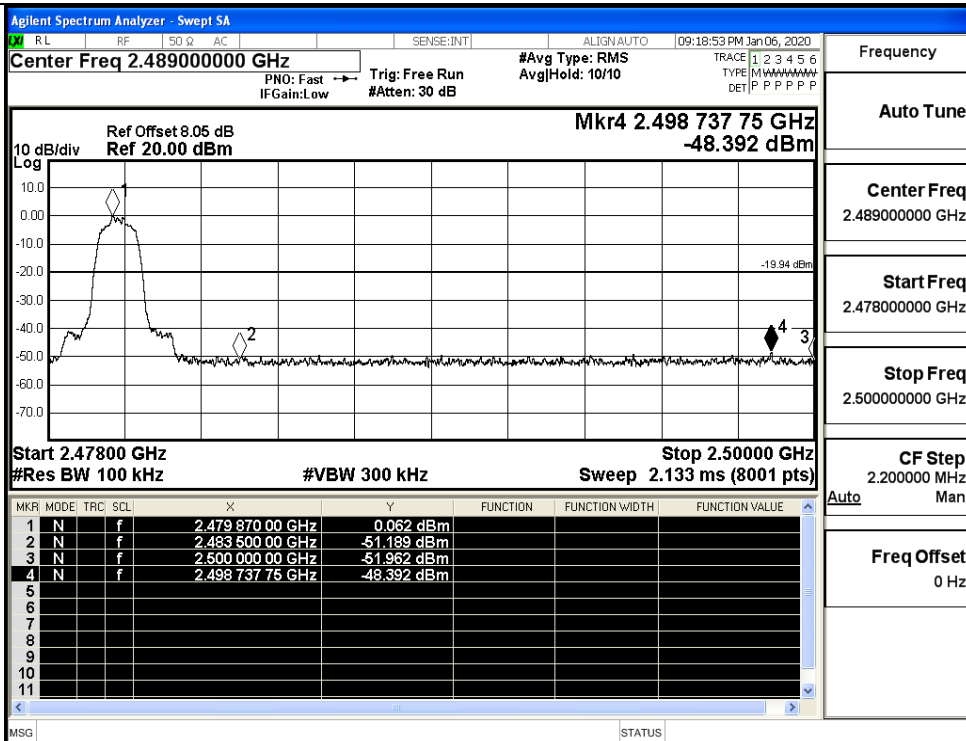 Agilent Spectrum Analyzer - Swept SA
LXI RL RF 50 Ω AC SENSE:INT ALIGN AUTO 09:18:53 PM Jan 06, 2020
Center Freq 2.489000000 GHz
PNO: Fast
IFGain:Low
Trig: Free Run
#Atten: 30 dB
#Avg Type: RMS
Avg|Hold: 10/10
TRACE 1 2 3 4 5 6
TYPE M W W W W W
DET P P P P P P
Mkr4 2.498 737 75 GHz
-48.392 dBm
Ref Offset 8.05 dB
10 dB/div Ref 20.00 dBm
Log
10.0
0.00
-10.0
-20.0
-30.0
-40.0
-50.0
-60.0
-70.0
1
2
4
3
-19.94 dBm
Start 2.47800 GHz Stop 2.50000 GHz
#Res BW 100 kHz #VBW 300 kHz Sweep 2.133 ms (8001 pts)
MKR MODE TRC SCL X Y FUNCTION FUNCTION WIDTH FUNCTION VALUE
1 N f 2.479 870 00 GHz 0.062 dBm
2 N f 2.483 500 00 GHz -51.189 dBm
3 N f 2.500 000 00 GHz -51.962 dBm
4 N f 2.498 737 75 GHz -48.392 dBm
5
6
7
8
9
10
11
MSG STATUS
Frequency
Auto Tune
Center Freq
2.489000000 GHz
Start Freq
2.478000000 GHz
Stop Freq
2.500000000 GHz
CF Step
2.200000 MHz
Auto Man
Freq Offset
0 Hz